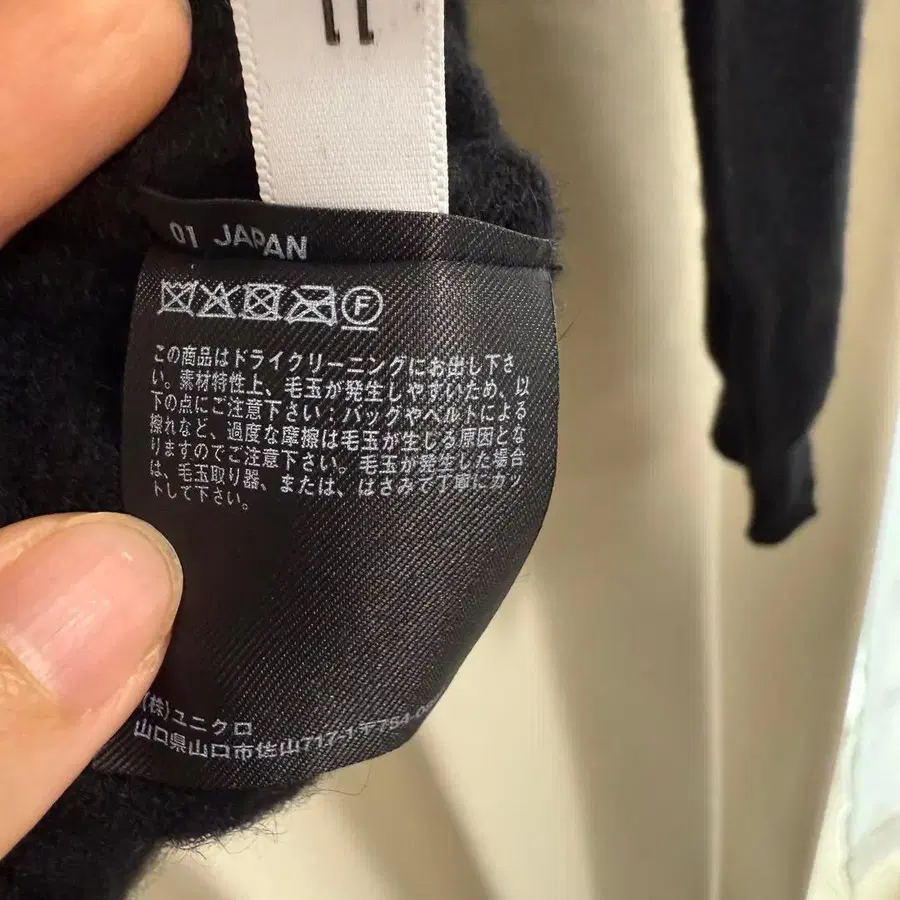 01 JAPAN
F
この商品はドライクリーニングにお出し下さ
い。素材特性上、毛玉が発生しやすいため、以
下の点にご注意下さい：バッグやベルトによる
擦れなど、過度な摩擦は毛玉が生じる原因とな
りますのでご注意下さい。毛玉が発生した場合
は、毛玉取り器、または、はさみで丁寧にカッ
トして下さい。
(株)ユニクロ
山口県山口市佐山717-1 〒754-0